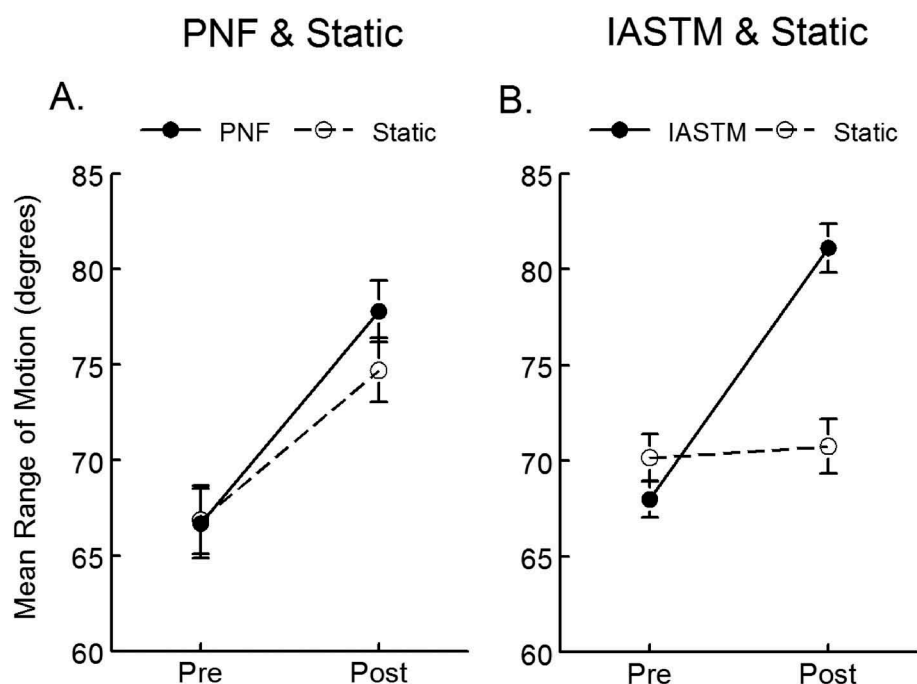 PNF & Static
IASTM & Static
A.
PNF
Static
B.
IASTM
Static
Mean Range of Motion (degrees)
85
80
75
70
65
60
Pre
Post
85
80
75
70
65
60
Pre
Post